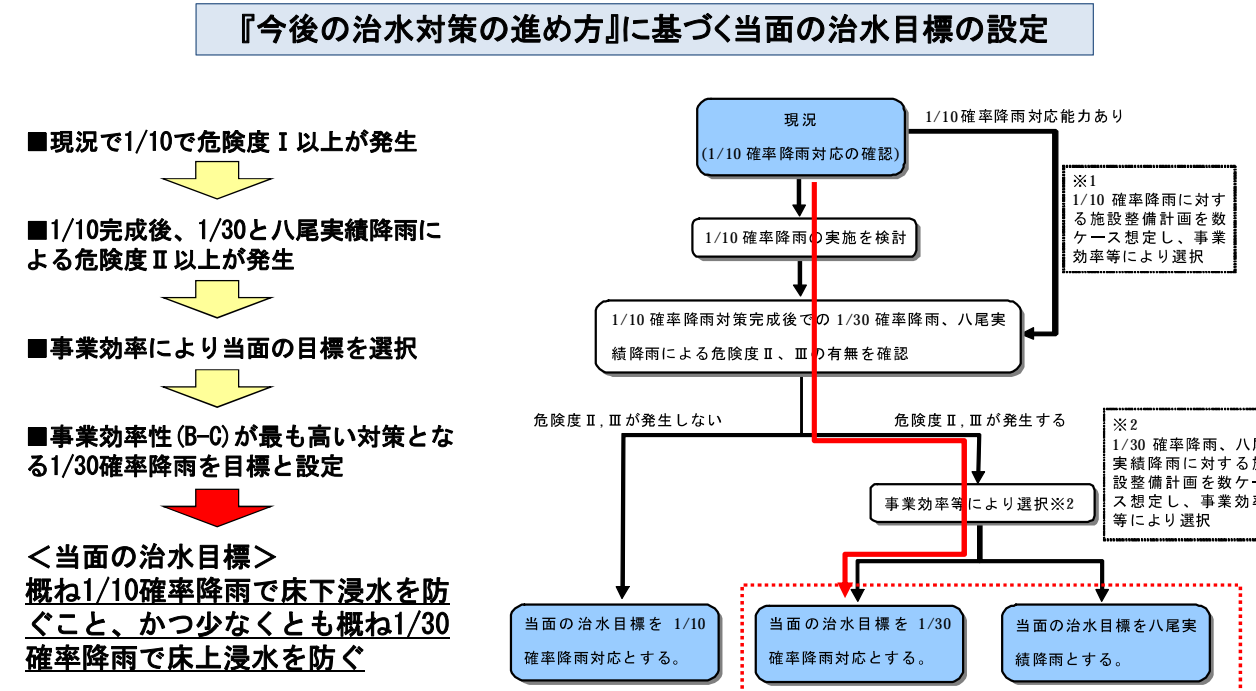 『今後の治水対策の進め方』に基づく当面の治水目標の設定
■現況で1/10で危険度Ⅰ以上が発生
■1/10完成後、1/30と八尾実績降雨に
よる危険度Ⅱ以上が発生
■事業効率により当面の目標を選択
■事業効率性(B-C)が最も高い対策とな
る1/30確率降雨を目標と設定
＜当面の治水目標＞
概ね1/10確率降雨で床下浸水を防
ぐこと、かつ少なくとも概ね1/30
確率降雨で床上浸水を防ぐ
現況
(1/10 確率降雨対応の確認)
1/10確率降雨対応能力あり
※1
1/10 確率降雨に対す
る施設整備計画を数
ケース想定し、事業
効率等により選択
1/10 確率降雨の実施を検討
1/10 確率降雨対策完成後での 1/30 確率降雨、八尾実
績降雨による危険度Ⅱ、Ⅲの有無を確認
危険度Ⅱ,Ⅲが発生しない
危険度Ⅱ,Ⅲが発生する
※2
1/30 確率降雨、八尾
実績降雨に対する施
設整備計画を数ケー
ス想定し、事業効率
等により選択
事業効率等により選択※2
当面の治水目標を 1/10
確率降雨対応とする。
当面の治水目標を 1/30
確率降雨対応とする。
当面の治水目標を八尾実
績降雨とする。